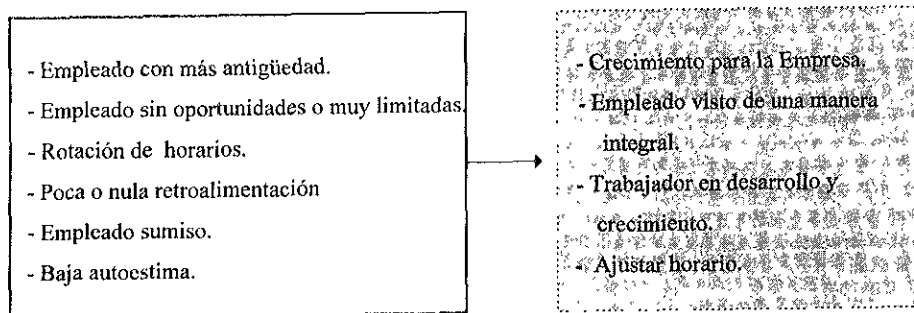 - Empleado con más antigüedad.
- Empleado sin oportunidades o muy limitadas.
- Rotación de horarios.
- Poca o nula retroalimentación
- Empleado sumiso.
- Baja autoestima.
- Crecimiento para la Empresa.
- Empleado visto de una manera
integral.
- Trabajador en desarrollo y
crecimiento.
- Ajustar horario.